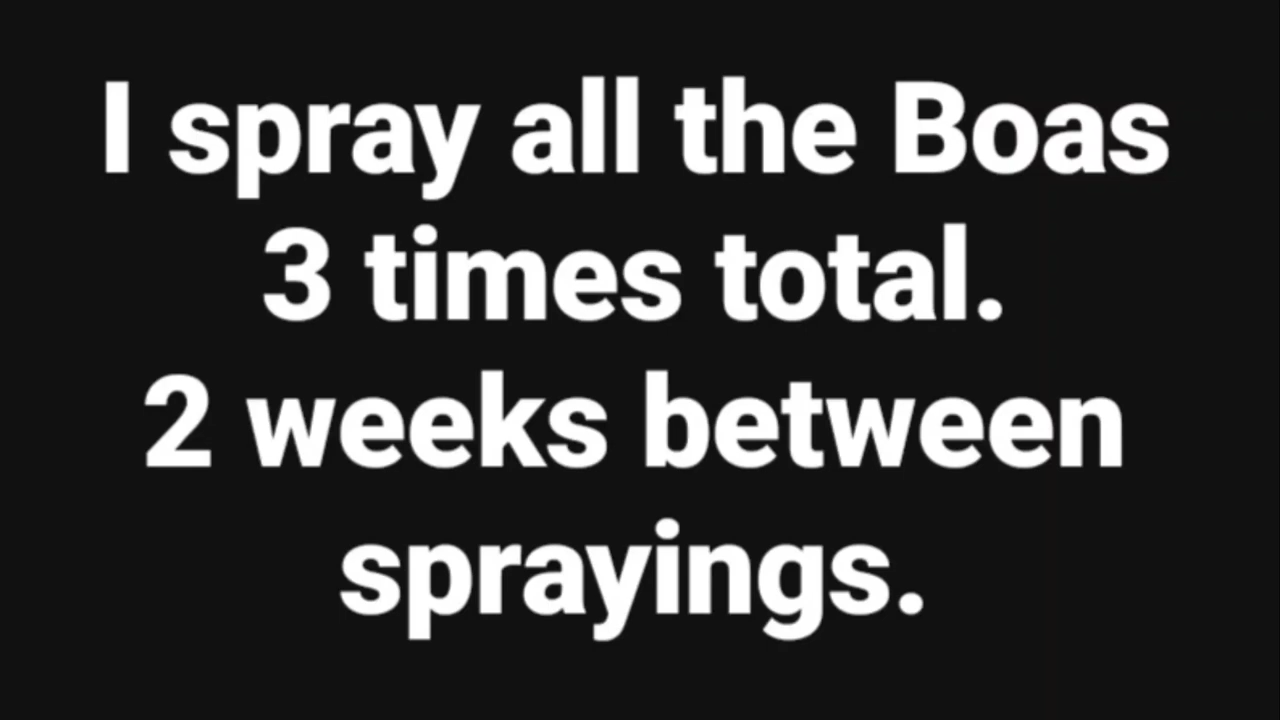 I spray all the Boas
3 times total.
2 weeks between
sprayings.